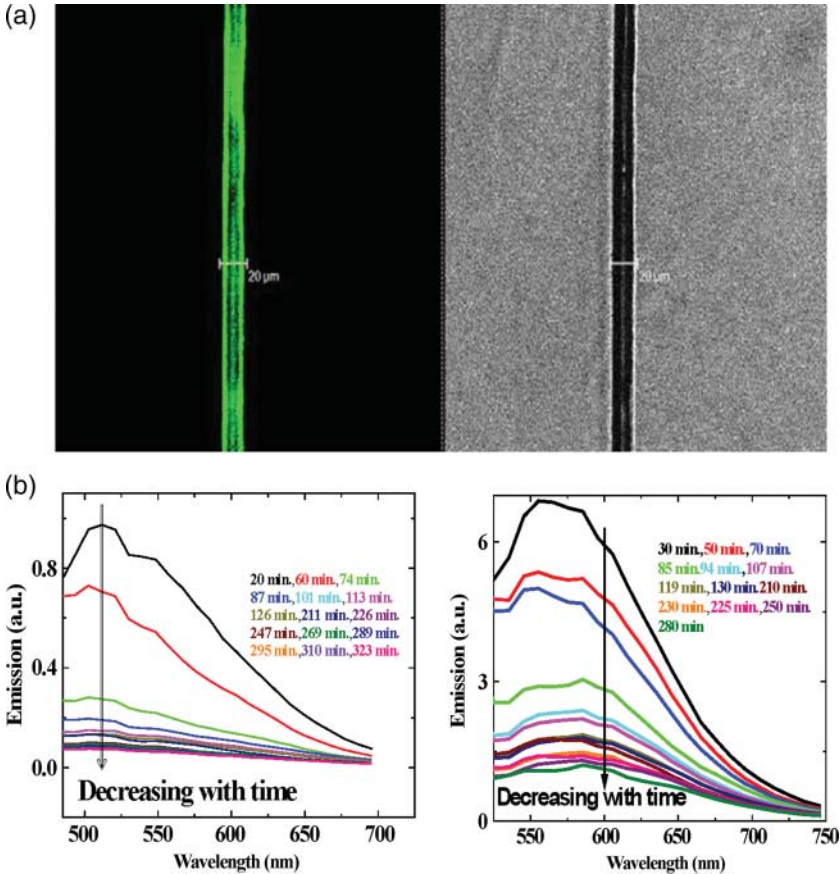 (a)
20 μm
20 μm
(b)
Emission (a.u.)
0.8
0.4
0.0
20 min.,60 min.,74 min.
87 min.,101 min.,113 min.
126 min.,211 min.,226 min.
247 min.,269 min.,289 min.
295 min.,310 min.,323 min.
Decreasing with time
500 550 600 650 700
Wavelength (nm)
Emission (a.u.)
6
3
0
30 min.,50 min.,70 min.
85 min.,94 min.,107 min.
119 min.,130 min.,210 min.
230 min.,225 min.,250 min.
280 min
Decreasing with time
550 600 650 700 750
Wavelength (nm)